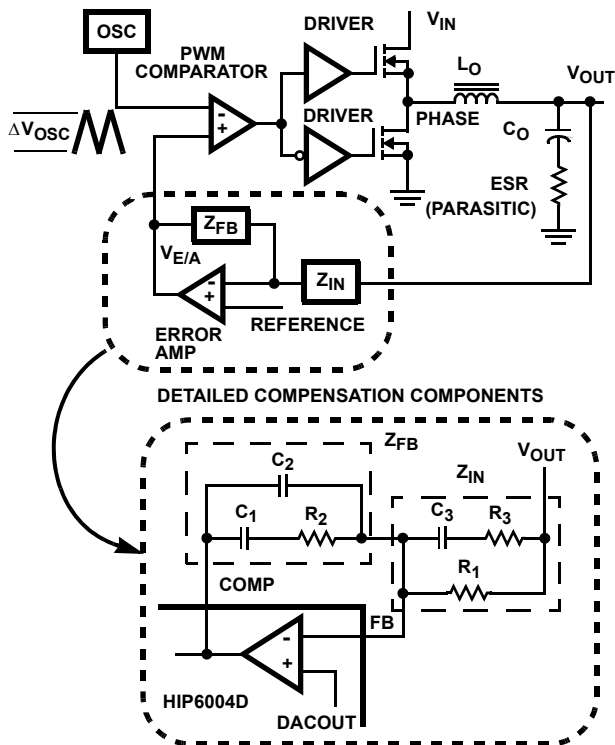 OSC
PWM
COMPARATOR
DRIVER
V_IN
L_O
V_OUT
ΔV_OSC
-
+
DRIVER
PHASE
C_O
ESR
(PARASITIC)
Z_FB
V_E/A
-
+
Z_IN
REFERENCE
ERROR
AMP
DETAILED COMPENSATION COMPONENTS
Z_FB
V_OUT
C_2
Z_IN
C_1
R_2
C_3
R_3
R_1
COMP
FB
-
+
HIP6004D
DACOUT